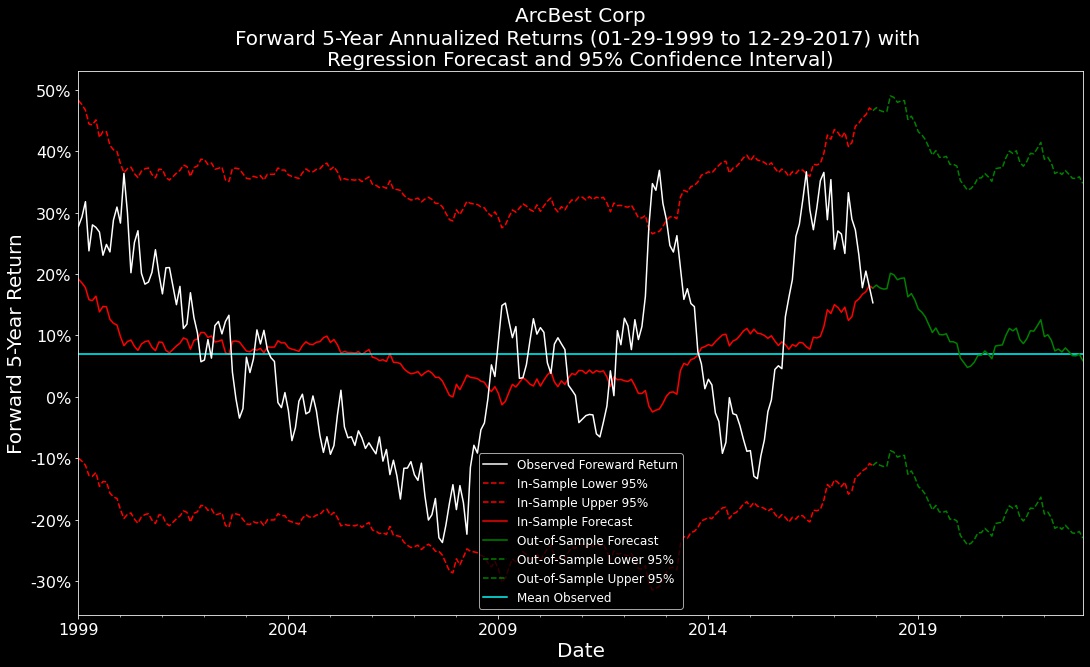 ArcBest Corp
Forward 5-Year Annualized Returns (01-29-1999 to 12-29-2017) with
Regression Forecast and 95% Confidence Interval)
Forward 5-Year Return
50%
40%
30%
20%
10%
0%
-10%
-20%
-30%
Observed Foreward Return
In-Sample Lower 95%
In-Sample Upper 95%
In-Sample Forecast
Out-of-Sample Forecast
Out-of-Sample Lower 95%
Out-of-Sample Upper 95%
Mean Observed
1999
2004
2009
2014
2019
Date